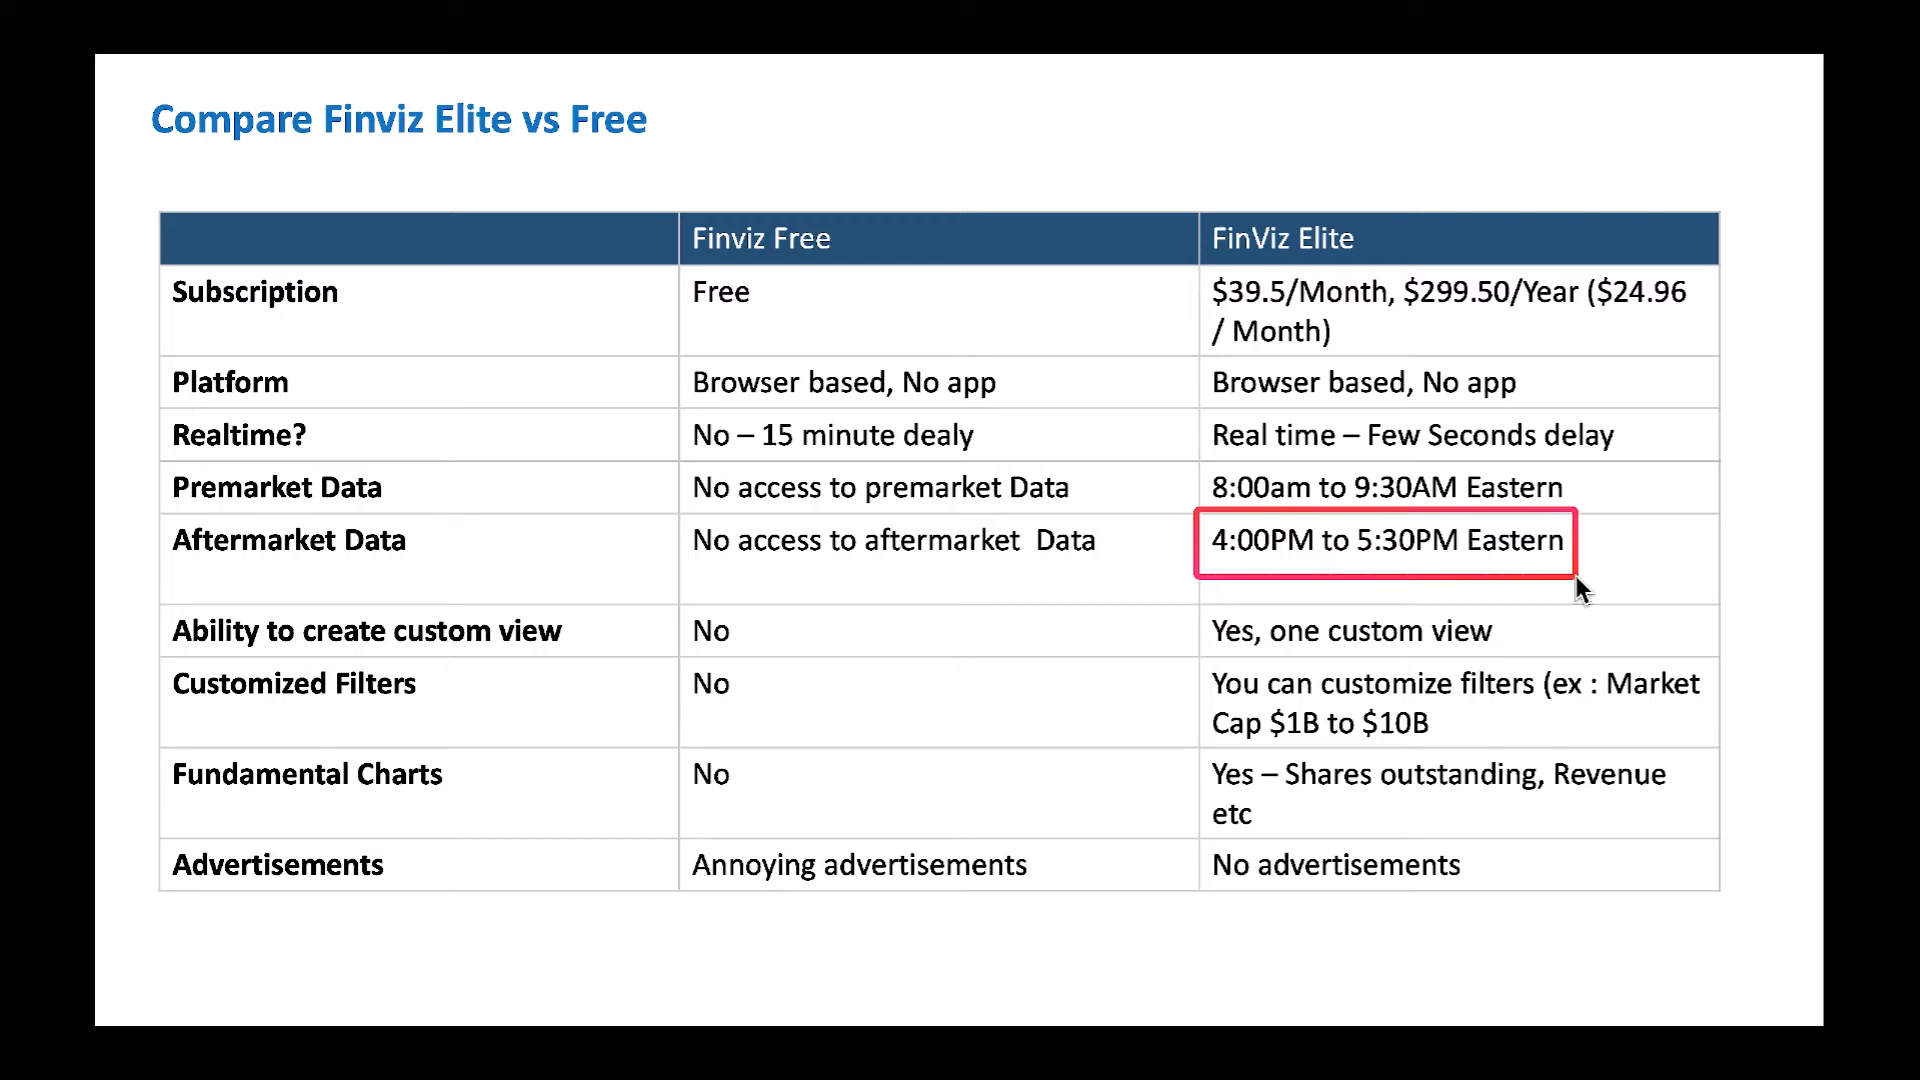 Compare Finviz Elite vs Free
Finviz Free
FinViz Elite
Subscription
Free
$39.5/Month, $299.50/Year ($24.96
/ Month)
Platform
Browser based, No app
Browser based, No app
Realtime?
No – 15 minute dealy
Real time – Few Seconds delay
Premarket Data
No access to premarket Data
8:00am to 9:30AM Eastern
Aftermarket Data
No access to aftermarket  Data
4:00PM to 5:30PM Eastern
Ability to create custom view
No
Yes, one custom view
Customized Filters
No
You can customize filters (ex : Market
Cap $1B to $10B
Fundamental Charts
No
Yes – Shares outstanding, Revenue
etc
Advertisements
Annoying advertisements
No advertisements